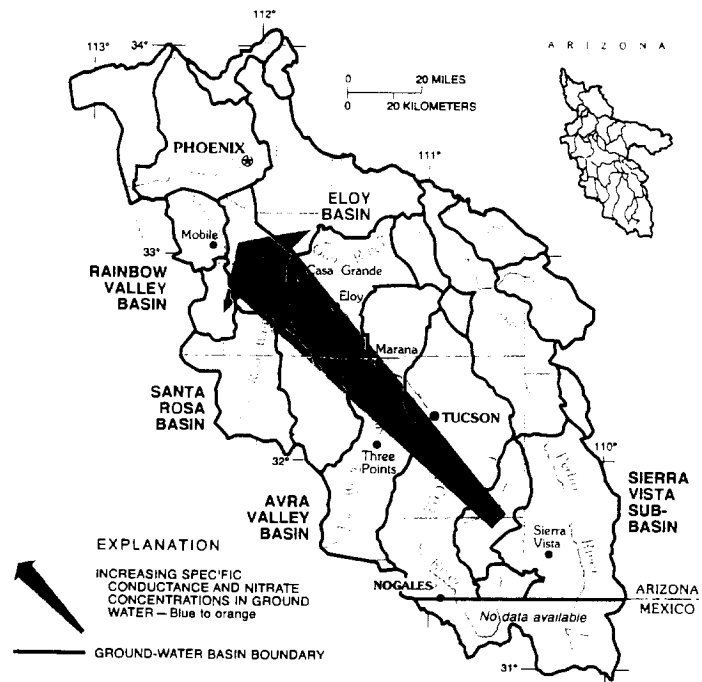 112°
113°
34°
ARIZONA
0 20 MILES
0 20 KILOMETERS
PHOENIX
111°
ELOY
BASIN
Mobile
33°
Casa Grande
RAINBOW
VALLEY
BASIN
Eloy
Marana
SANTA
ROSA
BASIN
TUCSON
110°
32°
Three
Points
SIERRA
VISTA
SUB-
BASIN
AVRA
VALLEY
BASIN
Sierra
Vista
EXPLANATION
INCREASING SPECIFIC
CONDUCTANCE AND NITRATE
CONCENTRATIONS IN GROUND
WATER — Blue to orange
NOGALES
ARIZONA
MEXICO
No data available
GROUND-WATER BASIN BOUNDARY
31°